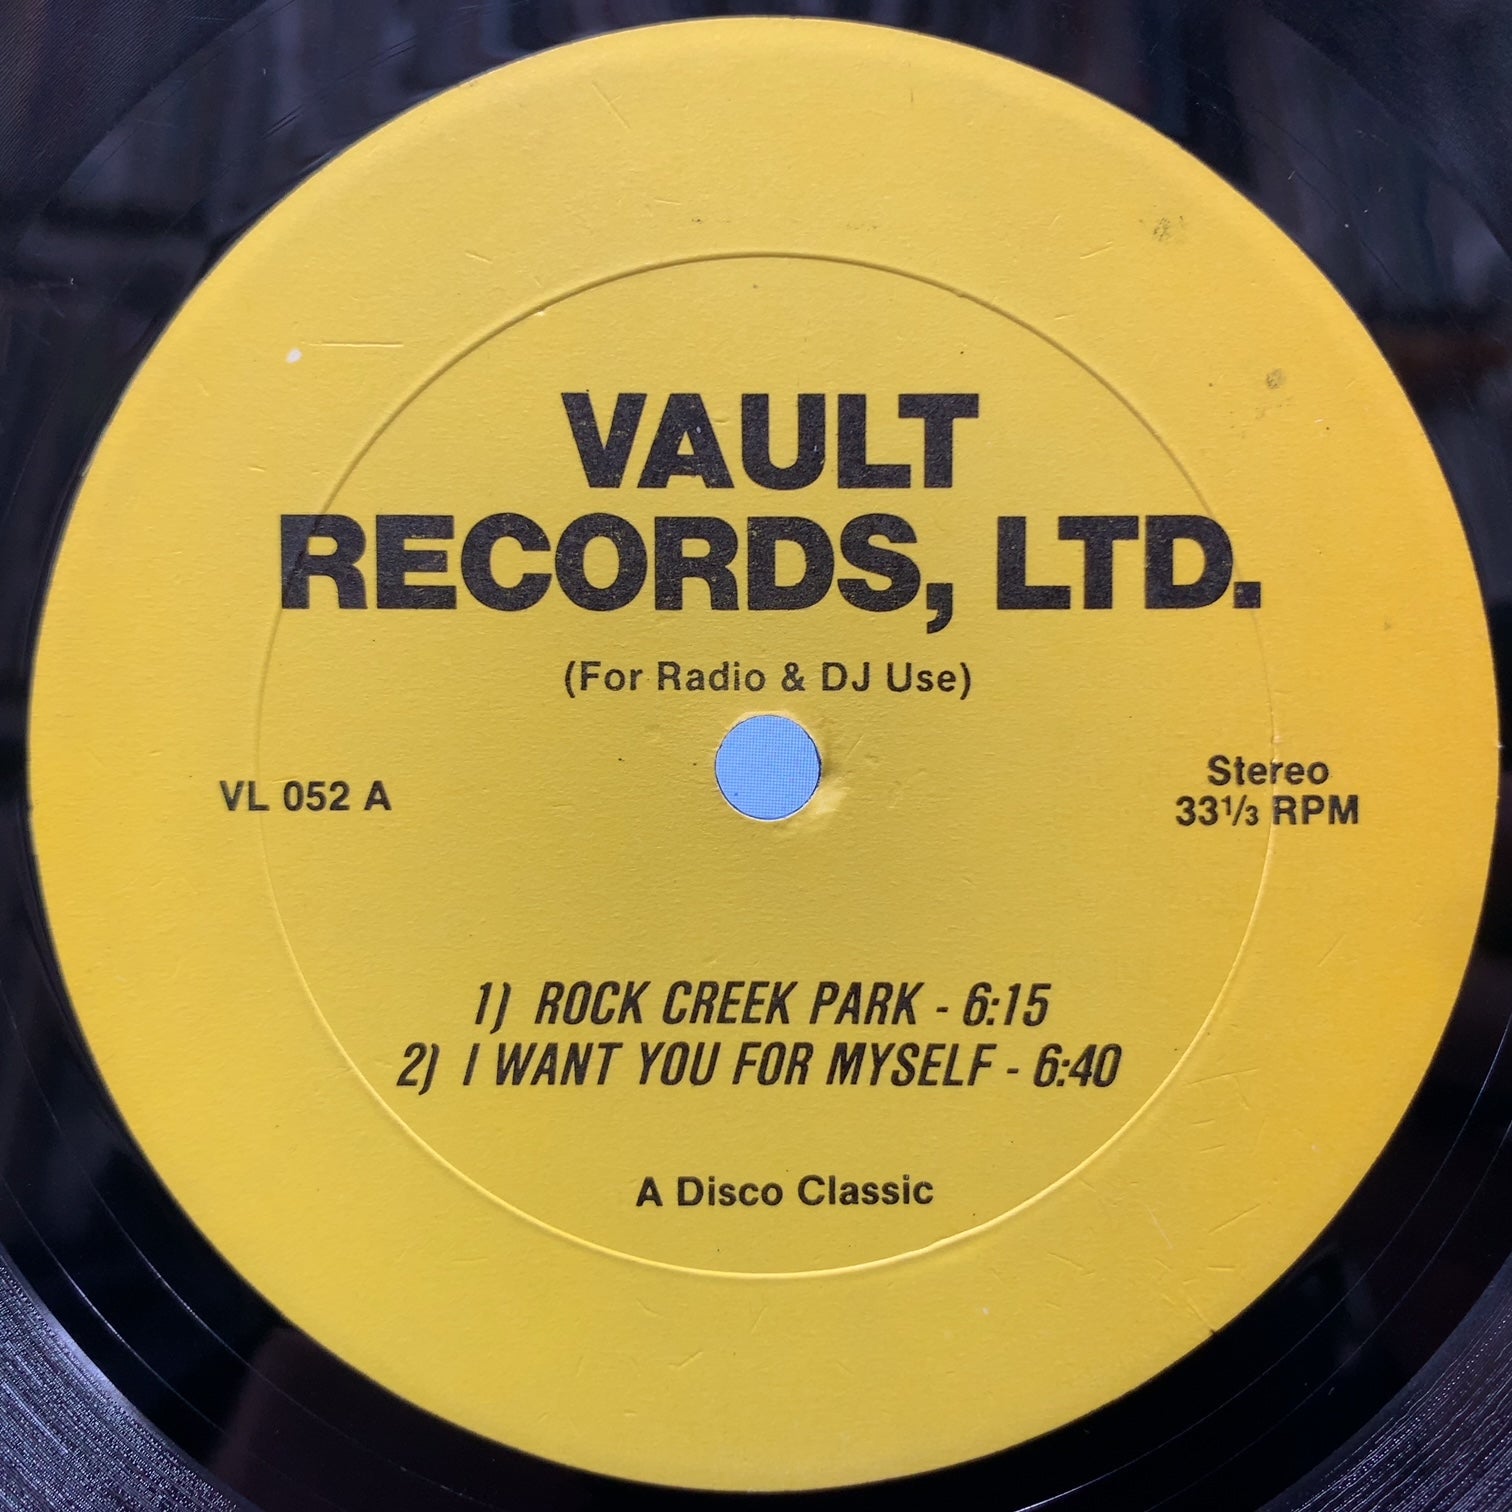 VAULT
RECORDS, LTD.
(For Radio & DJ Use)
VL 052 A
Stereo
33⅓ RPM
1) ROCK CREEK PARK - 6:15
2) I WANT YOU FOR MYSELF - 6:40
A Disco Classic